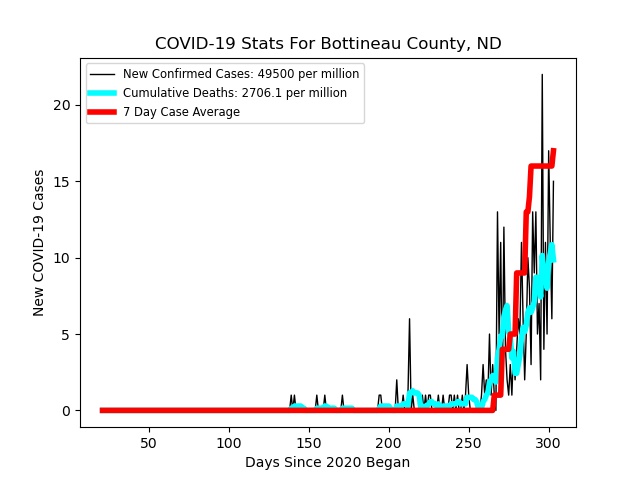 COVID-19 Stats For Bottineau County, ND
New Confirmed Cases: 49500 per million
Cumulative Deaths: 2706.1 per million
7 Day Case Average
New COVID-19 Cases
20
15
10
5
0
50 100 150 200 250 300
Days Since 2020 Began